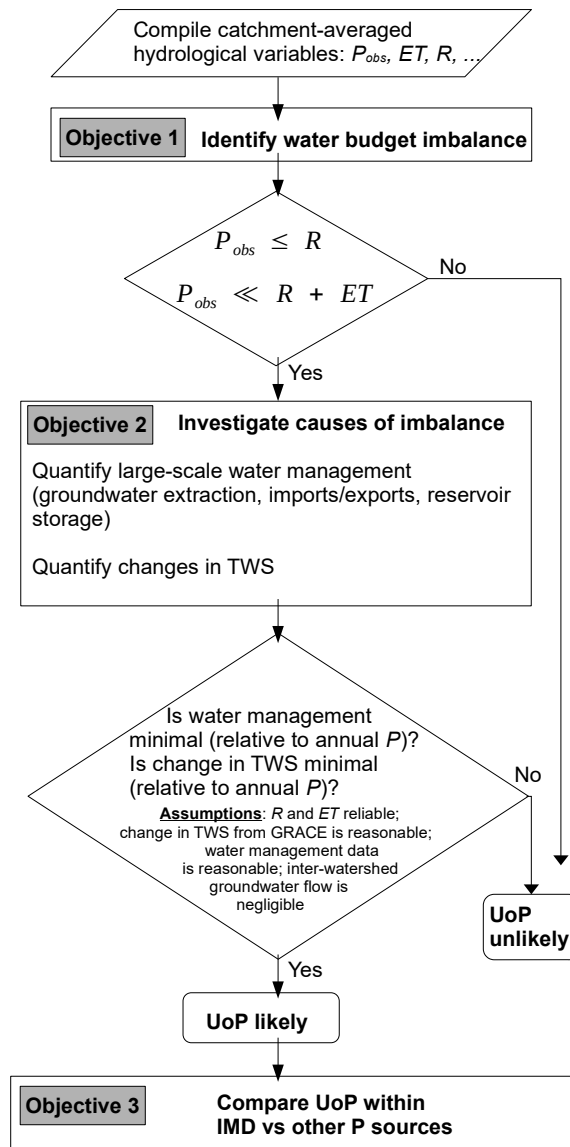 Compile catchment-averaged
hydrological variables: Pobs, ET, R, ...
Objective 1 Identify water budget imbalance
Pobs ≤ R
No
Pobs ≪ R + ET
Yes
Objective 2 Investigate causes of imbalance
Quantify large-scale water management
(groundwater extraction, imports/exports, reservoir
storage)
Quantify changes in TWS
Is water management
minimal (relative to annual P)?
Is change in TWS minimal
(relative to annual P)?
No
Assumptions: R and ET reliable;
change in TWS from GRACE is reasonable;
water management data
is reasonable; inter-watershed
groundwater flow is
negligible
UoP
unlikely
Yes
UoP likely
Objective 3 Compare UoP within
IMD vs other P sources